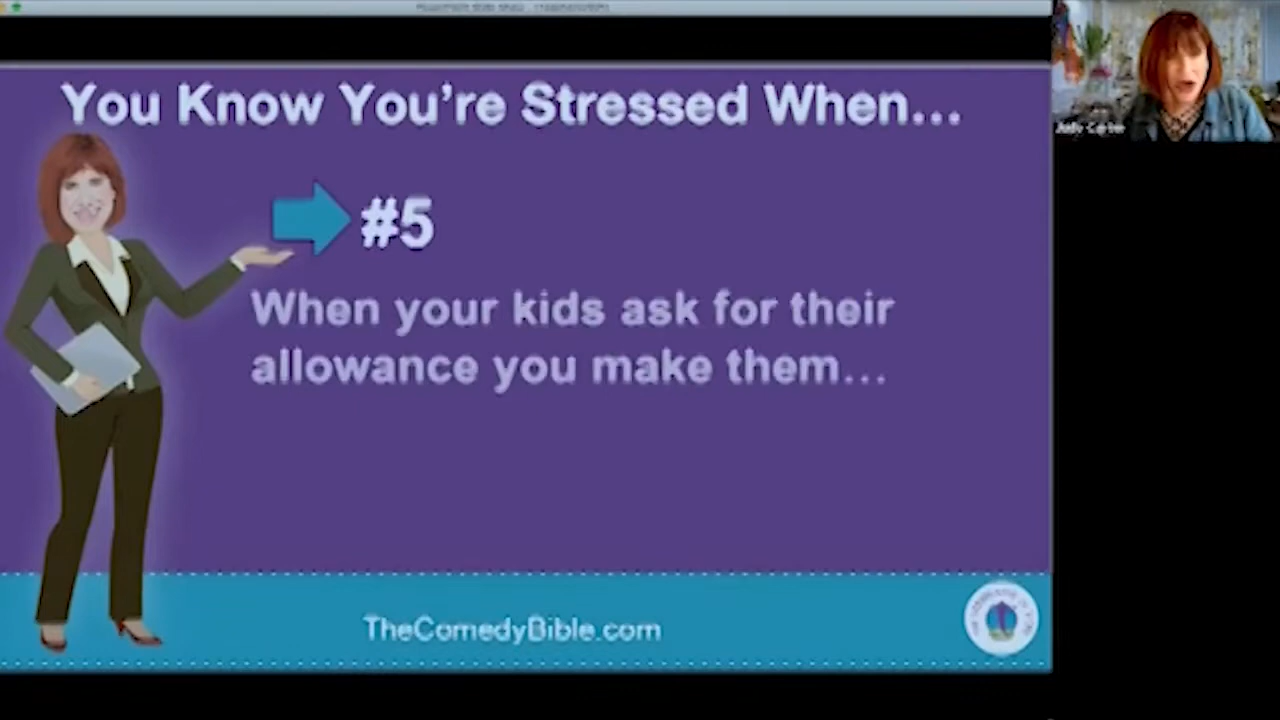 You Know You're Stressed When...
#5
When your kids ask for their
allowance you make them...
TheComedyBible.com